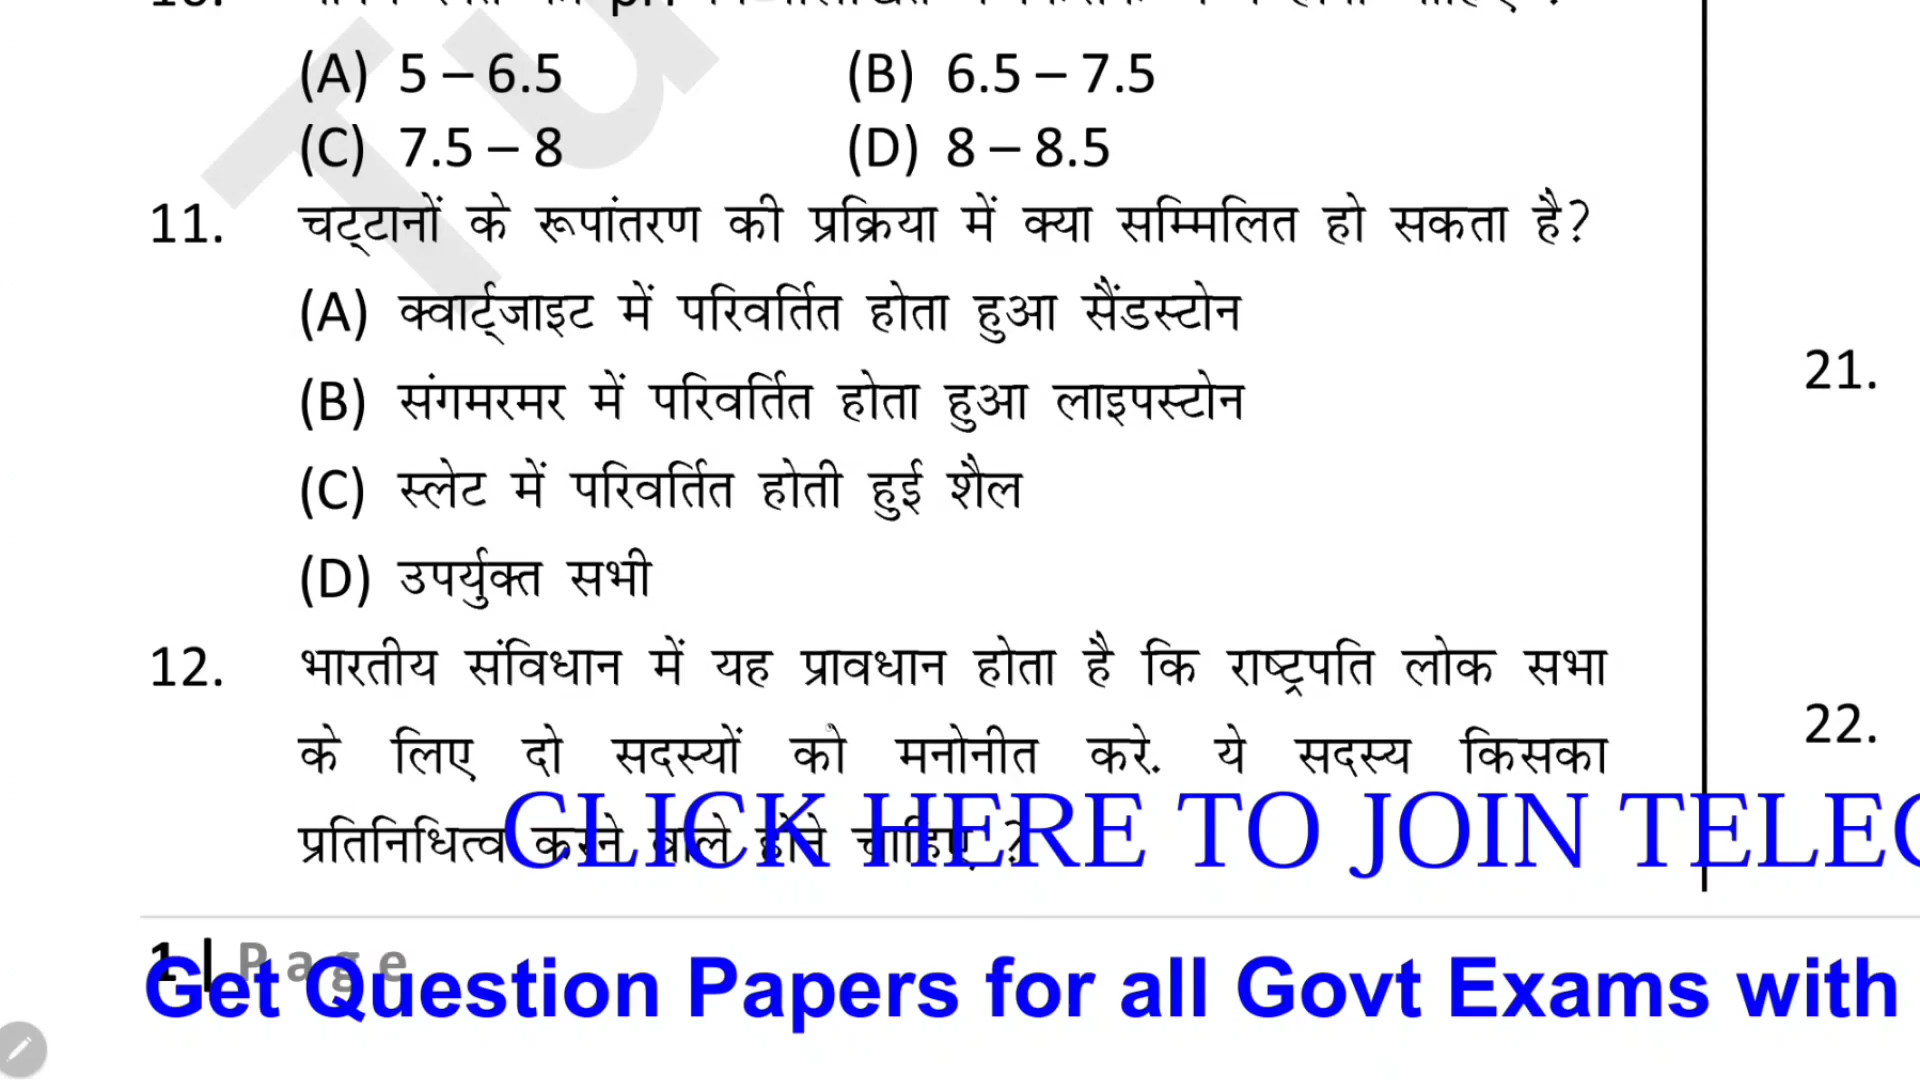 (A) 5 – 6.5 (B) 6.5 – 7.5
(C) 7.5 – 8 (D) 8 – 8.5
11. चट्टानों के रूपांतरण की प्रक्रिया में क्या सम्मिलित हो सकता है?
(A) क्वार्ट्जाइट में परिवर्तित होता हुआ सैंडस्टोन
(B) संगमरमर में परिवर्तित होता हुआ लाइपस्टोन
(C) स्लेट में परिवर्तित होती हुई शैल
(D) उपर्युक्त सभी
12. भारतीय संविधान में यह प्रावधान होता है कि राष्ट्रपति लोक सभा
के लिए दो सदस्यों को मनोनीत करे. ये सदस्य किसका
प्रतिनिधित्व करने वाले होने चाहिए ?
CLICK HERE TO JOIN
1 | Page
Get Question Papers for all Govt Exams with
21.
22.